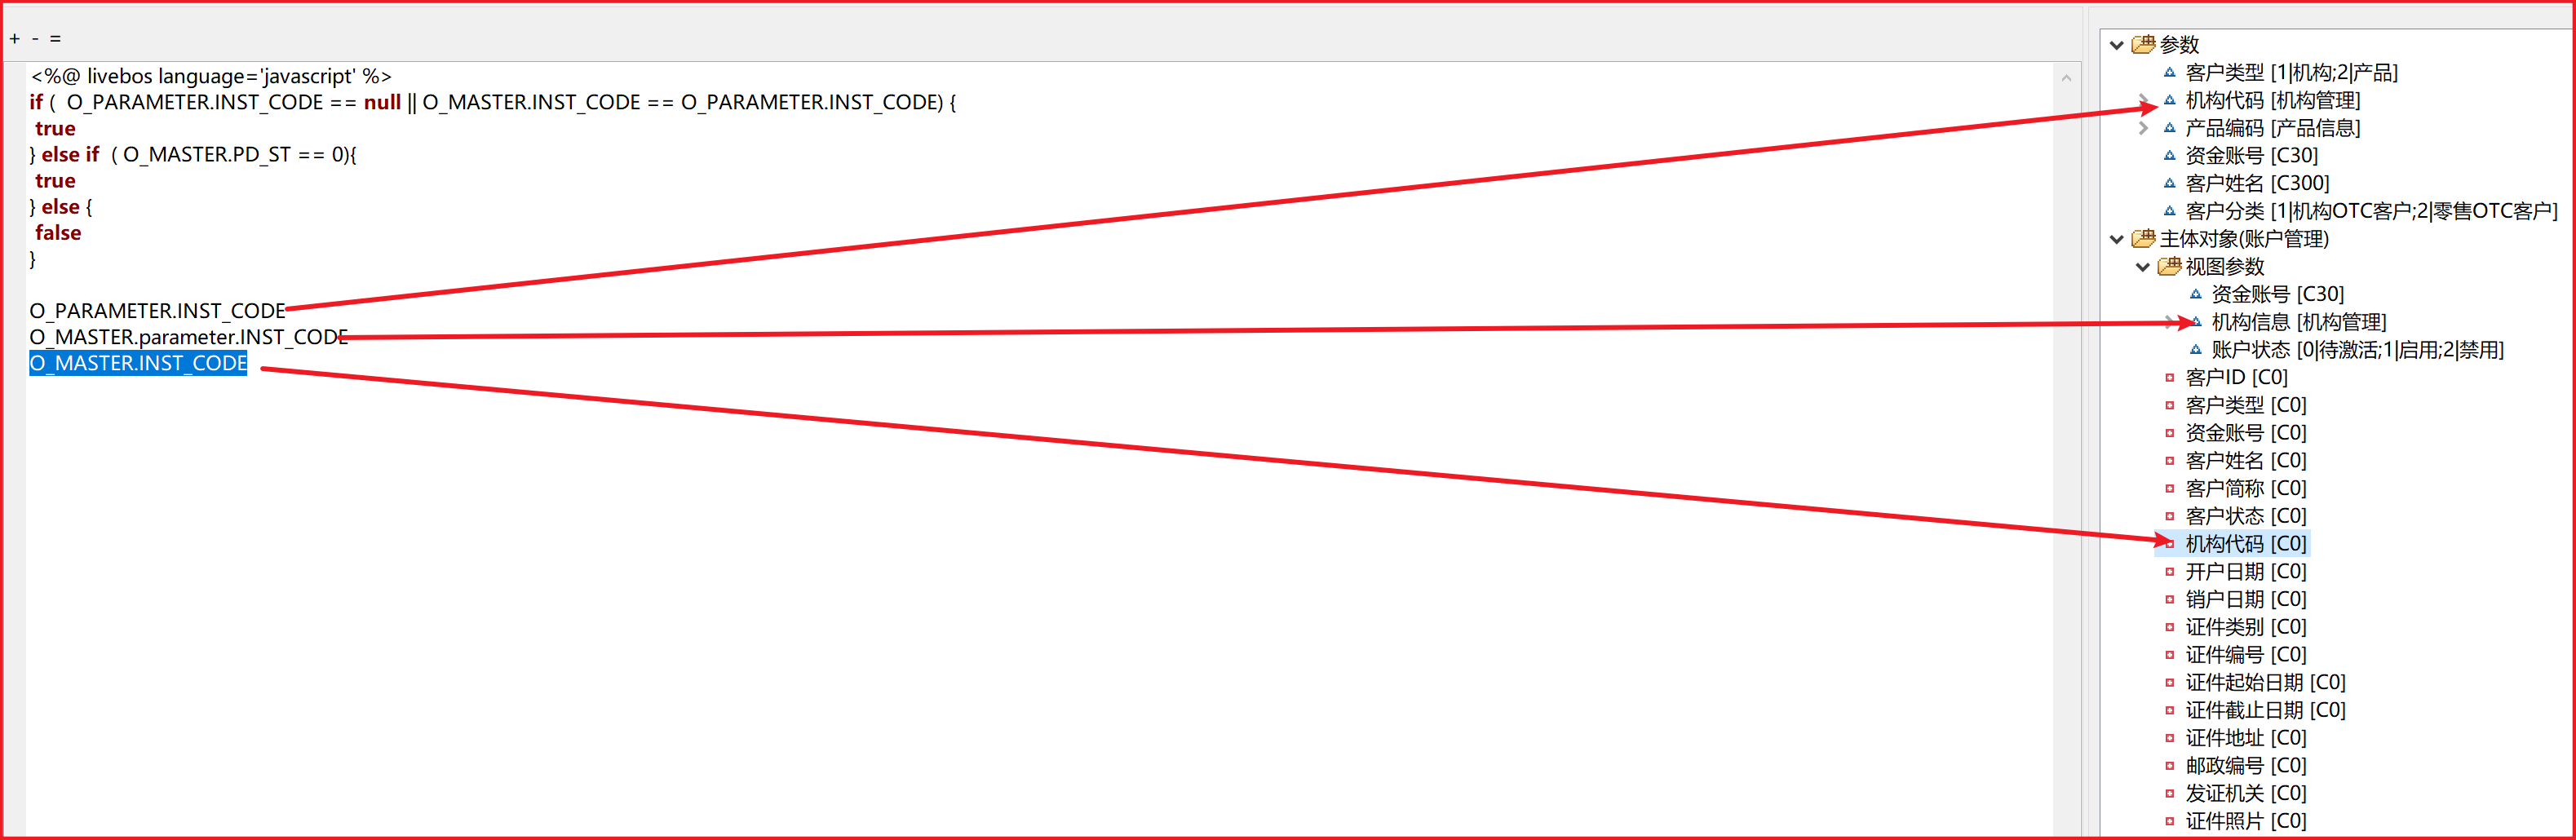 + - =
<%@ livebos language='javascript' %>
if ( O_PARAMETER.INST_CODE == null || O_MASTER.INST_CODE == O_PARAMETER.INST_CODE) {
true
} else if ( O_MASTER.PD_ST == 0){
true
} else {
false
}
O_PARAMETER.INST_CODE
O_MASTER.parameter.INST_CODE
O_MASTER.INST_CODE
参数
客户类型 [1|机构;2|产品]
机构代码 [机构管理]
产品编码 [产品信息]
资金账号 [C30]
客户姓名 [C300]
客户分类 [1|机构OTC客户;2|零售OTC客户]
主体对象(账户管理)
视图参数
资金账号 [C30]
机构信息 [机构管理]
账户状态 [0|待激活;1|启用;2|禁用]
客户ID [C0]
客户类型 [C0]
资金账号 [C0]
客户姓名 [C0]
客户简称 [C0]
客户状态 [C0]
机构代码 [C0]
开户日期 [C0]
销户日期 [C0]
证件类别 [C0]
证件编号 [C0]
证件起始日期 [C0]
证件截止日期 [C0]
证件地址 [C0]
邮政编号 [C0]
发证机关 [C0]
证件照片 [C0]